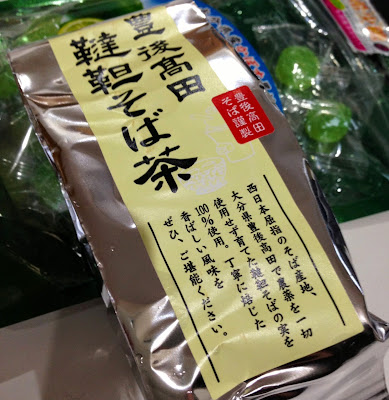 豊後高田
韃靼そば茶
豊後高田
そば謹製
西日本屈指のそば産地、
大分県豊後高田で農薬を一切
使用せず育てた韃靼そばの実を
100%使用。丁寧に焙じた
香ばしい風味を
ぜひ、ご堪能ください。